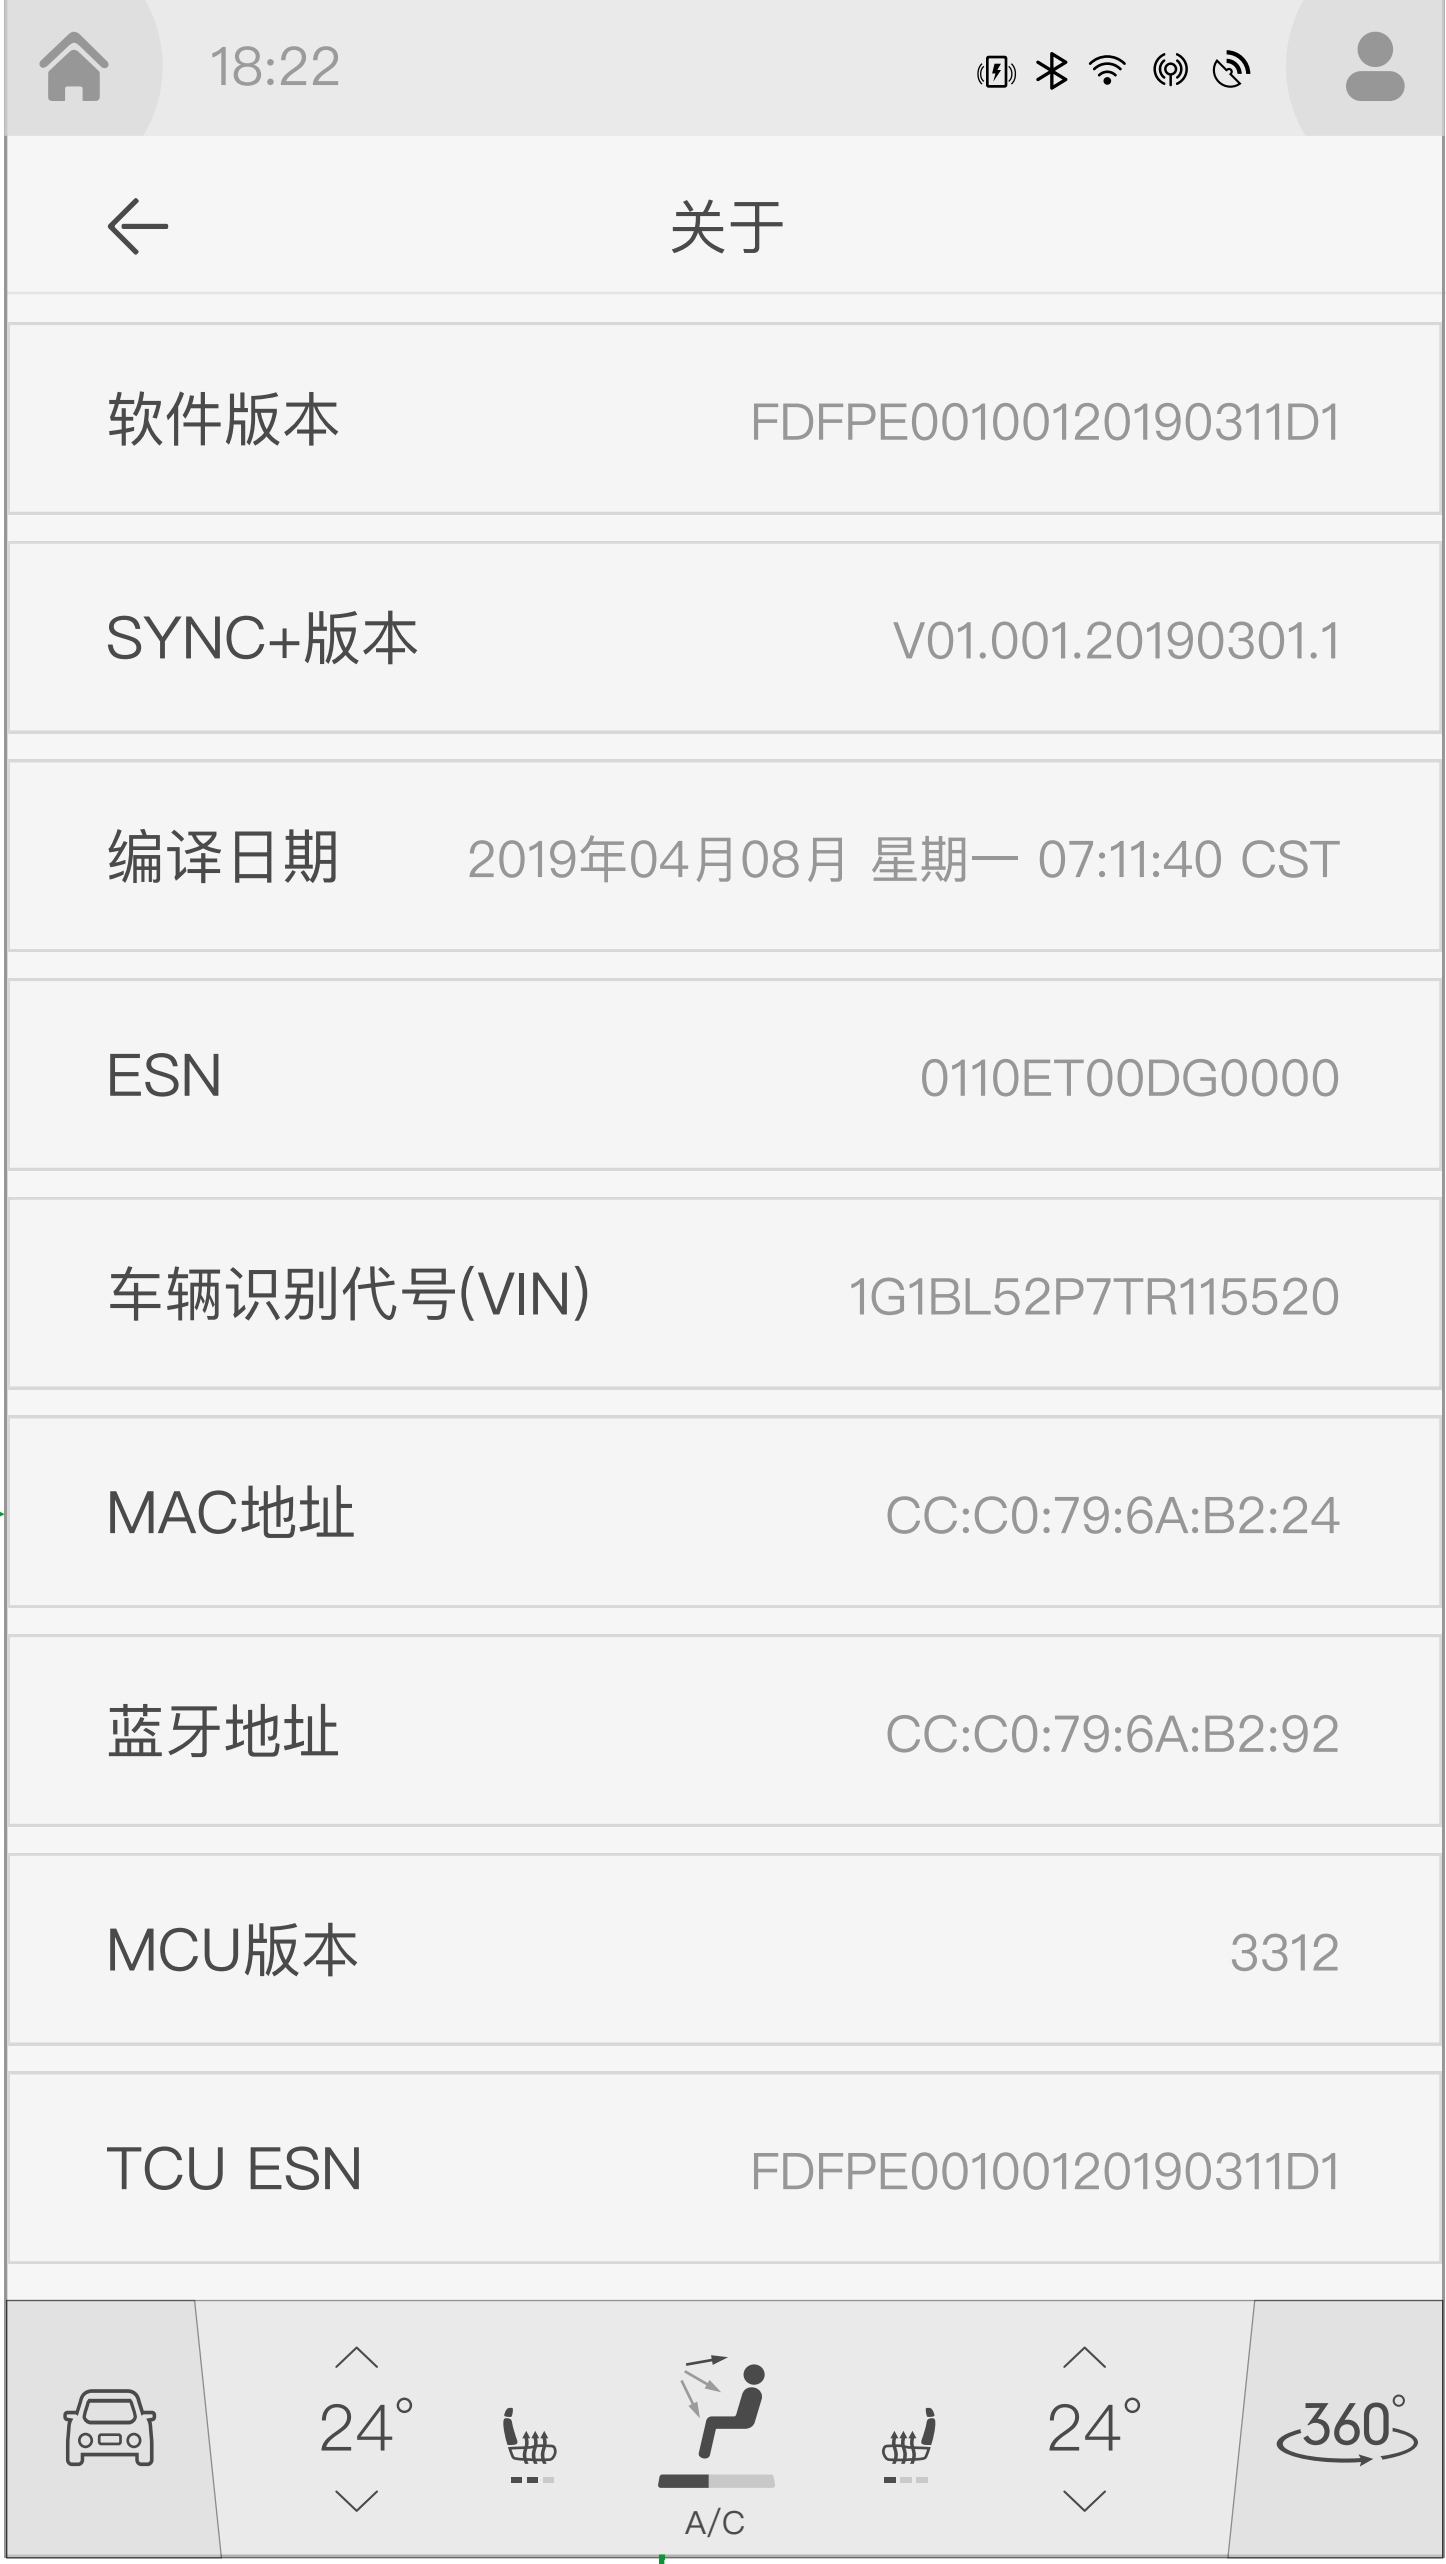 18:22
关于
软件版本 FDFPE00100120190311D1
SYNC+版本 V01.001.20190301.1
编译日期 2019年04月08月 星期一 07:11:40 CST
ESN 0110ET00DG0000
车辆识别代号(VIN) 1G1BL52P7TR115520
MAC地址 CC:C0:79:6A:B2:24
蓝牙地址 CC:C0:79:6A:B2:92
MCU版本 3312
TCU ESN FDFPE00100120190311D1
24° 24° 360°
A/C